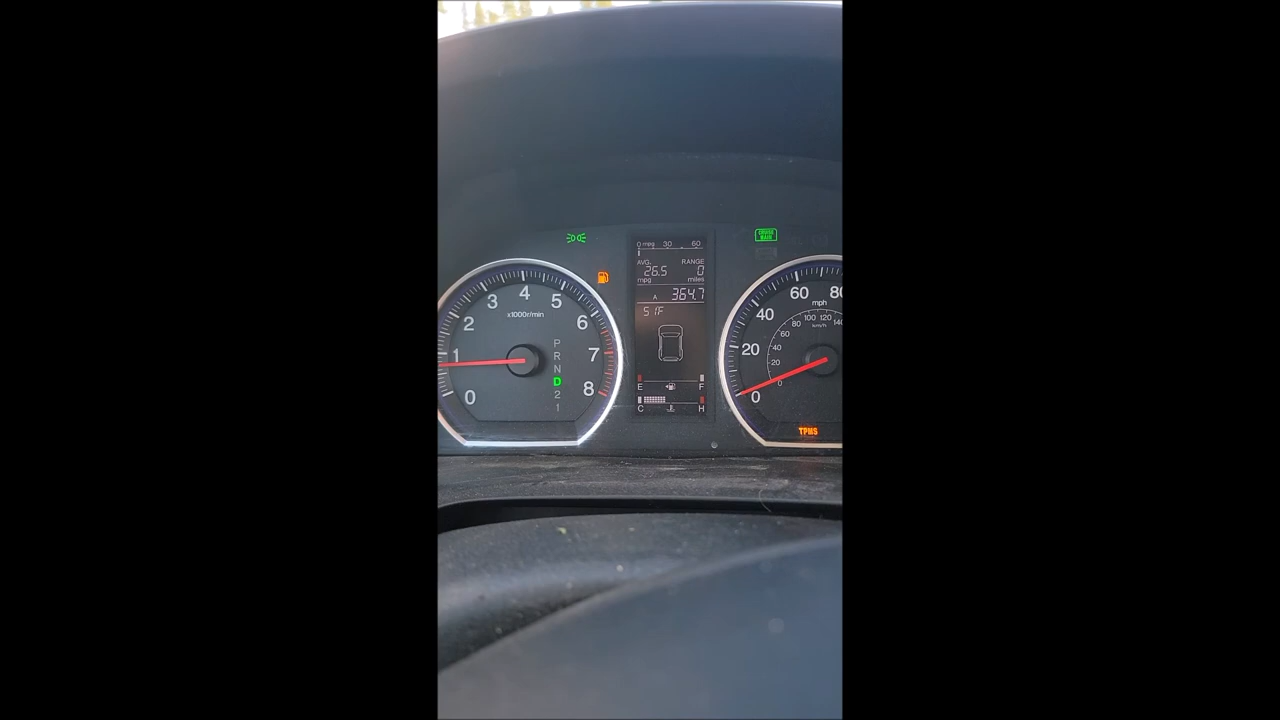 0 mpg 30 60
CRUISE
MAIN
AVG. RANGE
26.5 0
mpg miles
A 364.7
51F
E F
C H
0 1 2 3 4 5 6 7 8
x1000r/min
P
R
N
D
2
1
0 20 40 60 80
mph
0 20 40 60 80 100 120 140
km/h
TPMS